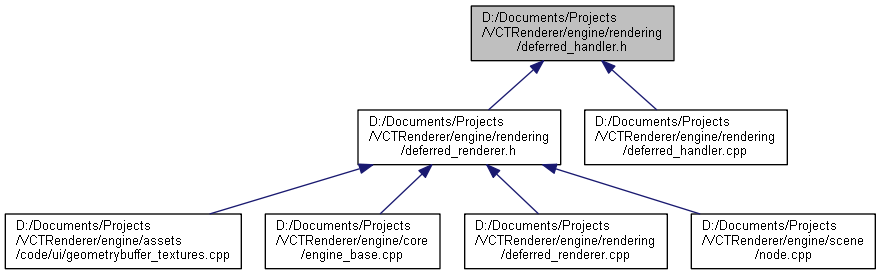 D:/Documents/Projects
/VCTRenderer/engine/rendering
/deferred_handler.h
D:/Documents/Projects
/VCTRenderer/engine/rendering
/deferred_renderer.h
D:/Documents/Projects
/VCTRenderer/engine/rendering
/deferred_handler.cpp
D:/Documents/Projects
/VCTRenderer/engine/assets
/code/ui/geometrybuffer_textures.cpp
D:/Documents/Projects
/VCTRenderer/engine/core
/engine_base.cpp
D:/Documents/Projects
/VCTRenderer/engine/rendering
/deferred_renderer.cpp
D:/Documents/Projects
/VCTRenderer/engine/scene
/node.cpp